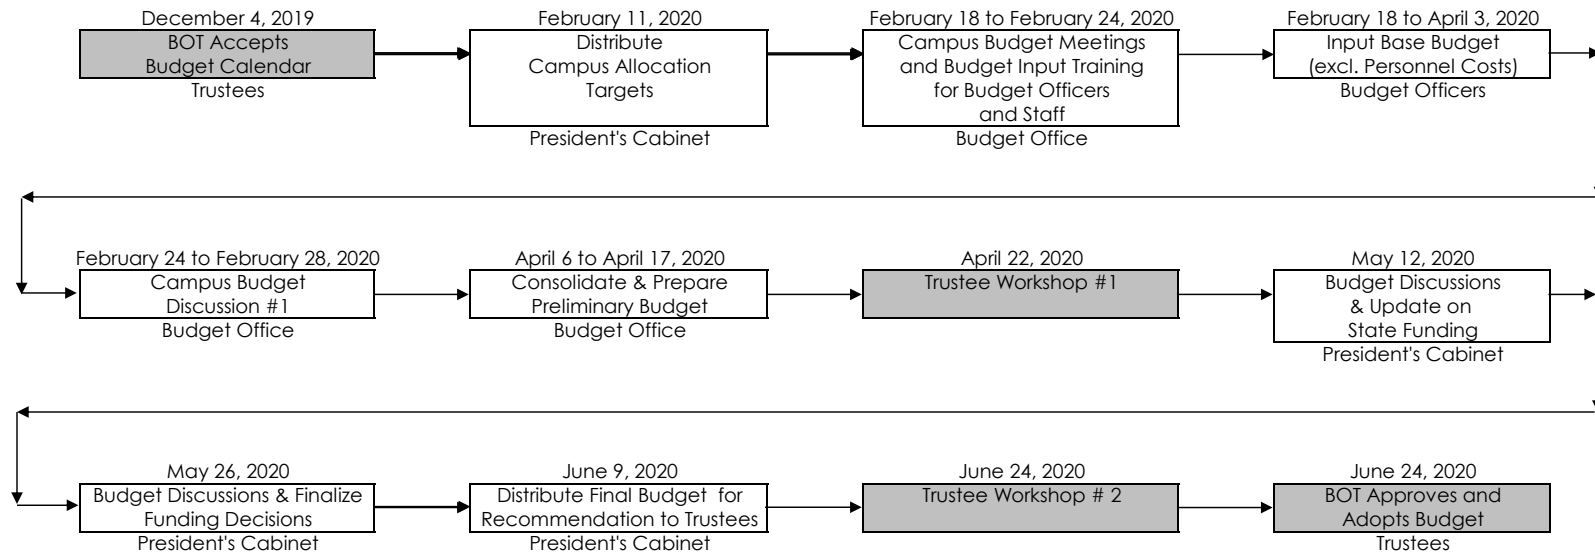 December 4, 2019
BOT Accepts
Budget Calendar
Trustees
February 11, 2020
Distribute
Campus Allocation
Targets
President's Cabinet
February 18 to February 24, 2020
Campus Budget Meetings
and Budget Input Training
for Budget Officers
and Staff
Budget Office
February 18 to April 3, 2020
Input Base Budget
(excl. Personnel Costs)
Budget Officers
February 24 to February 28, 2020
Campus Budget
Discussion #1
Budget Office
April 6 to April 17, 2020
Consolidate & Prepare
Preliminary Budget
Budget Office
April 22, 2020
Trustee Workshop #1
May 12, 2020
Budget Discussions
& Update on
State Funding
President's Cabinet
May 26, 2020
Budget Discussions & Finalize
Funding Decisions
President's Cabinet
June 9, 2020
Distribute Final Budget for
Recommendation to Trustees
President's Cabinet
June 24, 2020
Trustee Workshop # 2
June 24, 2020
BOT Approves and
Adopts Budget
Trustees